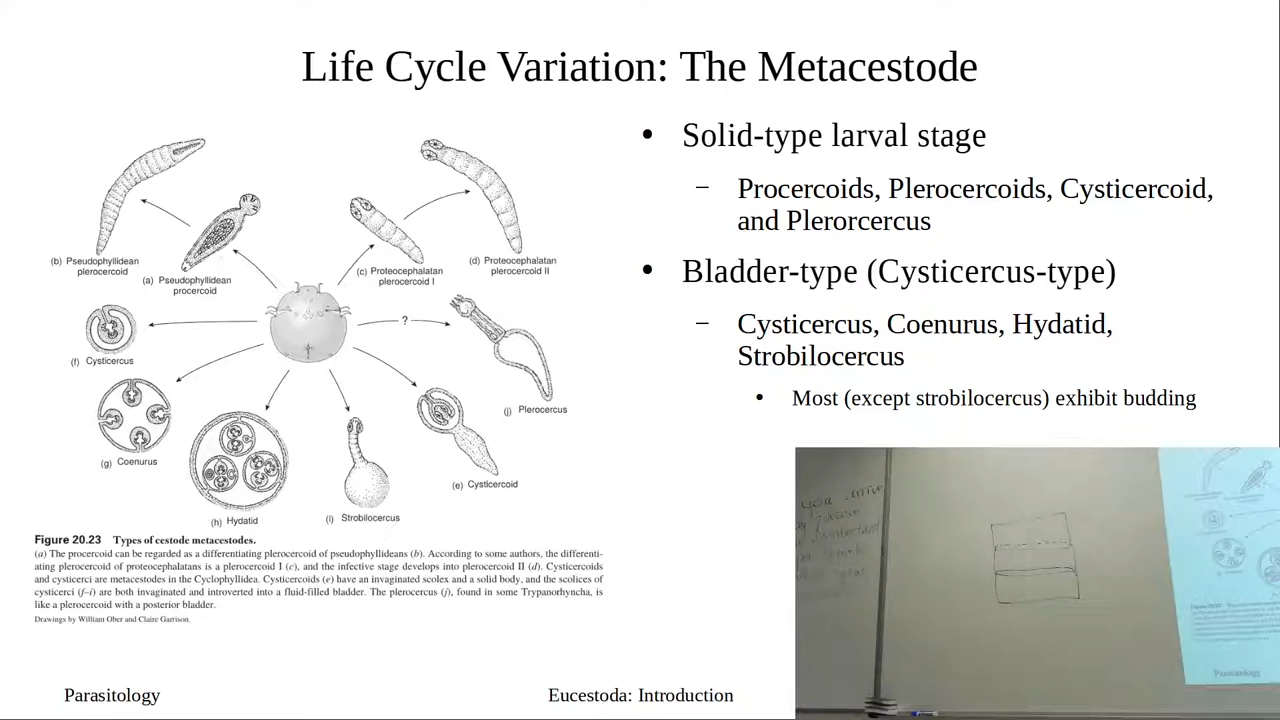 Life Cycle Variation: The Metacestode
(b) Pseudophyllidean
plerocercoid
(a) Pseudophyllidean
procercoid
(c) Proteocephalatan
plerocercoid I
(d) Proteocephalatan
plerocercoid II
?
(f) Cysticercus
(j) Plerocercus
(g) Coenurus
(e) Cysticercoid
(h) Hydatid
(i) Strobilocercus
Figure 20.23 Types of cestode metacestodes.
(a) The procercoid can be regarded as a differentiating plerocercoid of pseudophyllideans (b). According to some authors, the differenti-
ating plerocercoid of proteocephalatans is a plerocercoid I (c), and the infective stage develops into plerocercoid II (d). Cysticercoids
and cysticerci are metacestodes in the Cyclophyllidea. Cysticercoids (e) have an invaginated scolex and a solid body, and the scolices of
cysticerci (f–i) are both invaginated and introverted into a fluid-filled bladder. The plerocercus (j), found in some Trypanorhyncha, is
like a plerocercoid with a posterior bladder.
Drawings by William Ober and Claire Garrison.
• Solid-type larval stage
– Procercoids, Plerocercoids, Cysticercoid,
and Plerorcercus
• Bladder-type (Cysticercus-type)
– Cysticercus, Coenurus, Hydatid,
Strobilocercus
• Most (except strobilocercus) exhibit budding
you arrive
Parasitology
Parasitology
Eucestoda: Introduction